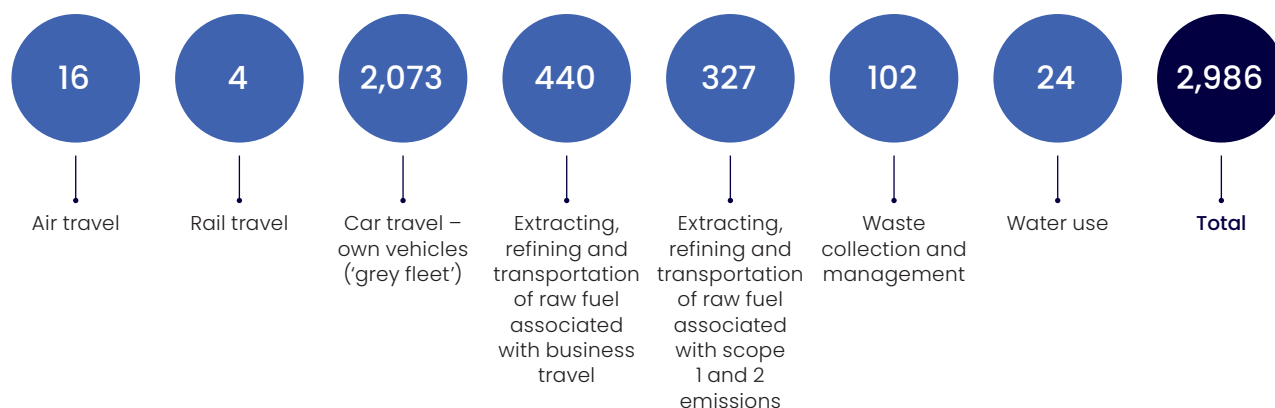 16
4
2,073
440
327
102
24
2,986
Air travel
Rail travel
Car travel –
own vehicles
(‘grey fleet’)
Extracting,
refining and
transportation
of raw fuel
associated
with business
travel
Extracting,
refining and
transportation
of raw fuel
associated
with scope
1 and 2
emissions
Waste
collection and
management
Water use
Total